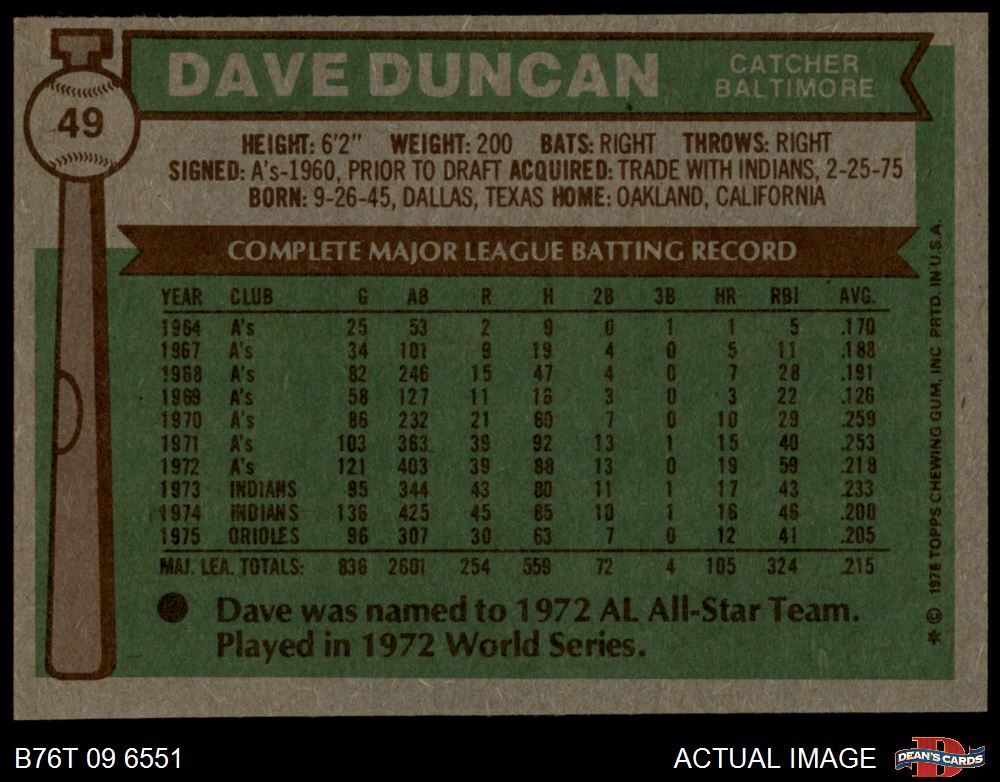 T
49
DAVE DUNCAN
CATCHER
BALTIMORE
HEIGHT: 6'2" WEIGHT: 200 BATS: RIGHT THROWS: RIGHT
SIGNED: A's-1960, PRIOR TO DRAFT ACQUIRED: TRADE WITH INDIANS, 2-25-75
BORN: 9-26-45, DALLAS, TEXAS HOME: OAKLAND, CALIFORNIA
COMPLETE MAJOR LEAGUE BATTING RECORD
YEAR CLUB G AB R H 2B 3B HR RBI AVG.
1964 A's 25 53 2 9 0 1 1 5 .170
1967 A's 34 101 9 19 4 0 5 11 .188
1968 A's 82 246 15 47 4 0 7 28 .191
1969 A's 58 127 11 16 3 0 3 22 .126
1970 A's 86 232 21 60 7 0 10 29 .259
1971 A's 103 363 39 92 13 1 15 40 .253
1972 A's 121 403 39 88 13 0 19 59 .218
1973 INDIANS 95 344 43 80 11 1 17 43 .233
1974 INDIANS 136 425 45 85 10 1 16 46 .200
1975 ORIOLES 96 307 30 63 7 0 12 41 .205
MAJ. LEA. TOTALS: 836 2601 254 559 72 4 105 324 .215
Dave was named to 1972 AL All-Star Team.
Played in 1972 World Series.
* © 1976 TOPPS CHEWING GUM, INC PRTD. IN U.S.A.
B76T 09 6551
ACTUAL IMAGE
D
DEAN'S CARDS